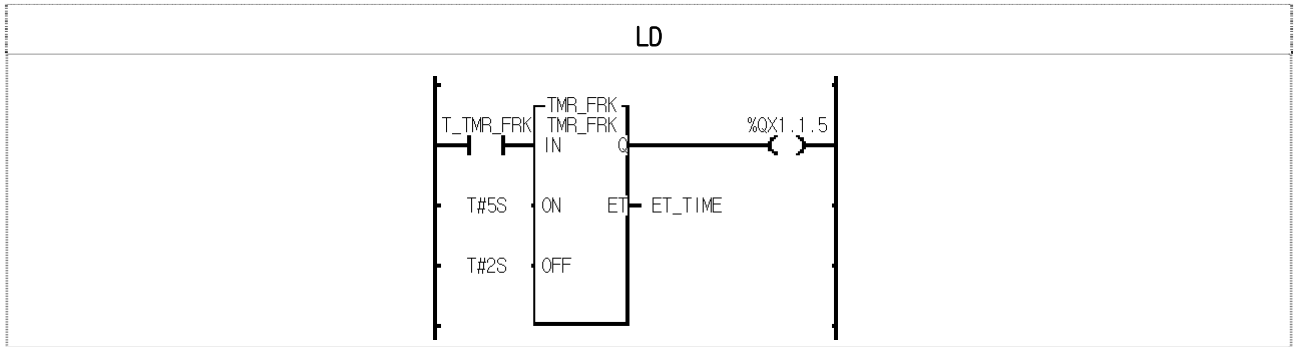 LD
TMR_FRK
T_TMR_FRK TMR_FRK %QX1.1.5
IN Q
T#5S ON ET ET_TIME
T#2S OFF